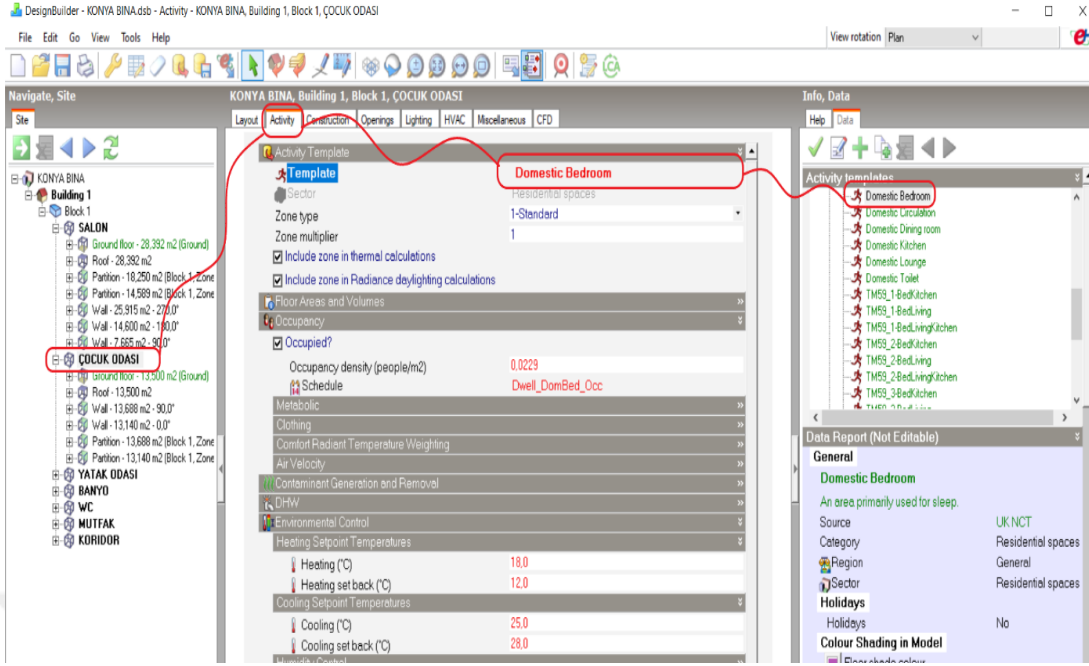 DesignBuilder - KONYA BINA.dsb - Activity - KONYA BINA, Building 1, Block 1, ÇOCUK ODASI
File Edit Go View Tools Help
View rotation Plan
Navigate, Site
Site
KONYA BINA
Building 1
Block 1
SALON
Ground floor - 28,392 m2 (Ground)
Roof - 28,392 m2
Partition - 18,250 m2 (Block 1, Zone
Partition - 14,589 m2 (Block 1, Zone
Wall - 25,915 m2 - 270,0°
Wall - 14,600 m2 - 180,0°
Wall - 7,665 m2 - 90,0°
ÇOCUK ODASI
Ground floor - 13,500 m2 (Ground)
Roof - 13,500 m2
Wall - 13,688 m2 - 90,0°
Wall - 13,140 m2 - 0,0°
Partition - 13,688 m2 (Block 1, Zone
Partition - 13,140 m2 (Block 1, Zone
YATAK ODASI
BANYO
WC
MUTFAK
KORIDOR
KONYA BINA, Building 1, Block 1, ÇOCUK ODASI
Layout Activity Construction Openings Lighting HVAC Miscellaneous CFD
Activity Template
Template Domestic Bedroom
Sector Residential spaces
Zone type 1-Standard
Zone multiplier 1
Include zone in thermal calculations
Include zone in Radiance daylighting calculations
Floor Areas and Volumes
Occupancy
Occupied?
Occupancy density (people/m2) 0,0229
Schedule Dwell_DomBed_Occ
Metabolic
Clothing
Comfort Radiant Temperature Weighting
Air Velocity
Contaminant Generation and Removal
DHW
Environmental Control
Heating Setpoint Temperatures
Heating (°C) 18,0
Heating set back (°C) 12,0
Cooling Setpoint Temperatures
Cooling (°C) 25,0
Cooling set back (°C) 28,0
Humidity Control
Info, Data
Help Data
Activity templates
Domestic Bedroom
Domestic Circulation
Domestic Dining room
Domestic Kitchen
Domestic Lounge
Domestic Toilet
TM59_1-BedKitchen
TM59_1-BedLiving
TM59_1-BedLivingKitchen
TM59_2-BedKitchen
TM59_2-BedLiving
TM59_2-BedLivingKitchen
TM59_3-BedKitchen
Data Report (Not Editable)
General
Domestic Bedroom
An area primarily used for sleep.
Source UK NCT
Category Residential spaces
Region General
Sector Residential spaces
Holidays
Holidays No
Colour Shading in Model
Floor shade colour